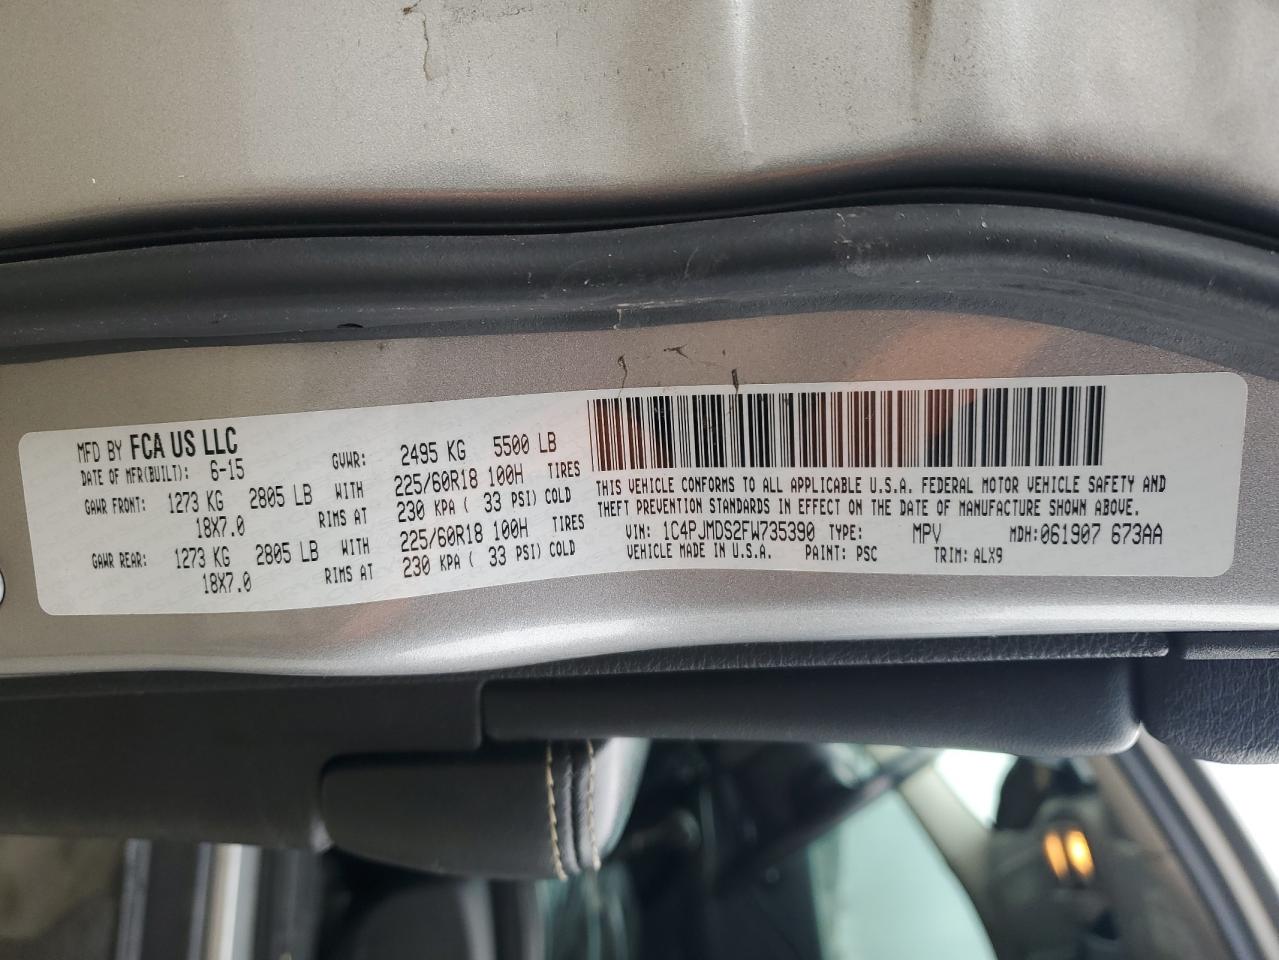 MFD BY FCA US LLC
DATE OF MFR(BUILT): 6-15 GVWR: 2495 KG 5500 LB
GAWR FRONT: 1273 KG 2805 LB WITH 225/60R18 100H TIRES
18X7.0 RIMS AT 230 KPA ( 33 PSI) COLD
GAWR REAR: 1273 KG 2805 LB WITH 225/60R18 100H TIRES
18X7.0 RIMS AT 230 KPA ( 33 PSI) COLD
THIS VEHICLE CONFORMS TO ALL APPLICABLE U.S.A. FEDERAL MOTOR VEHICLE SAFETY AND
THEFT PREVENTION STANDARDS IN EFFECT ON THE DATE OF MANUFACTURE SHOWN ABOVE.
VIN: 1C4PJMDS2FW735390 TYPE: MPV MDH:061907 673AA
VEHICLE MADE IN U.S.A. PAINT: PSC TRIM: ALX9